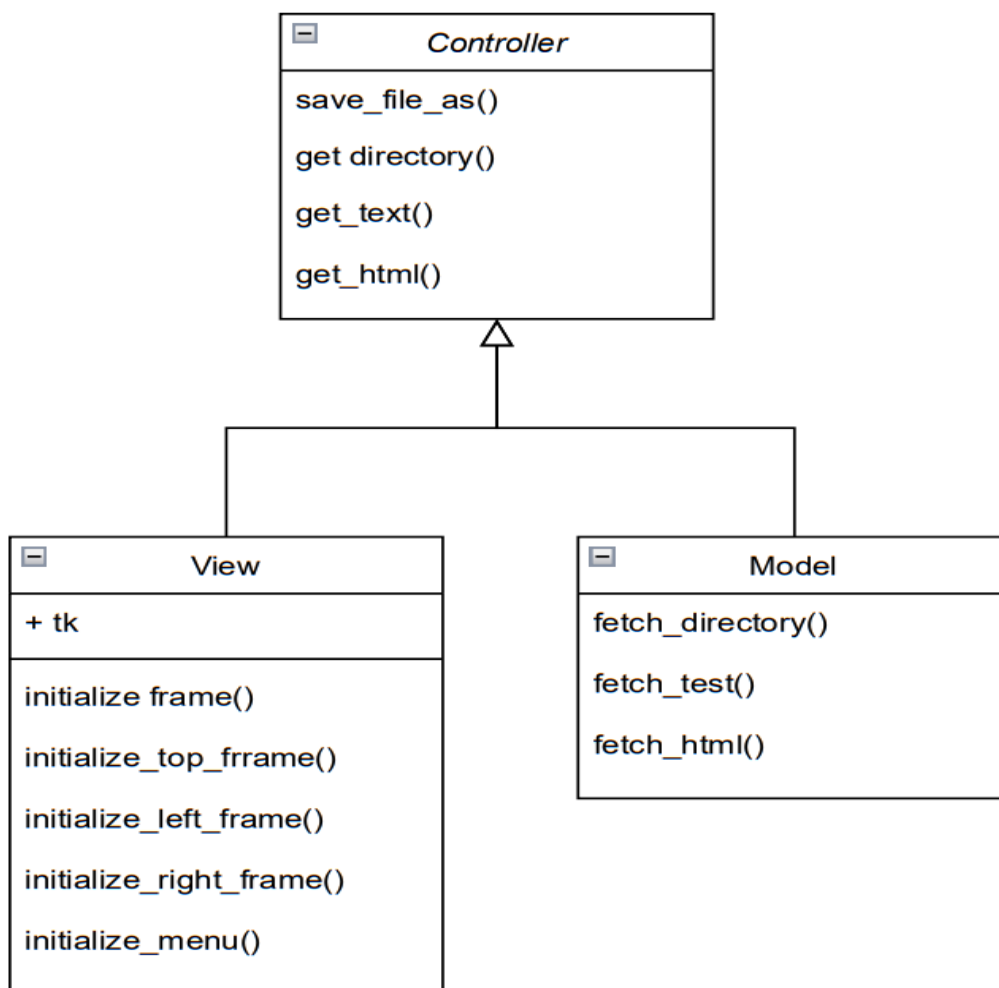 Controller
save_file_as()
get directory()
get_text()
get_html()
View
+ tk
initialize frame()
initialize_top_frrame()
initialize_left_frame()
initialize_right_frame()
initialize_menu()
Model
fetch_directory()
fetch_test()
fetch_html()